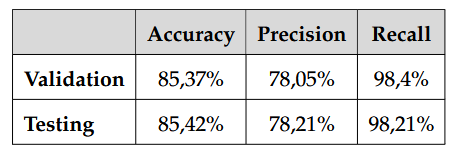 Accuracy Precision Recall
Validation 85,37% 78,05% 98,4%
Testing 85,42% 78,21% 98,21%